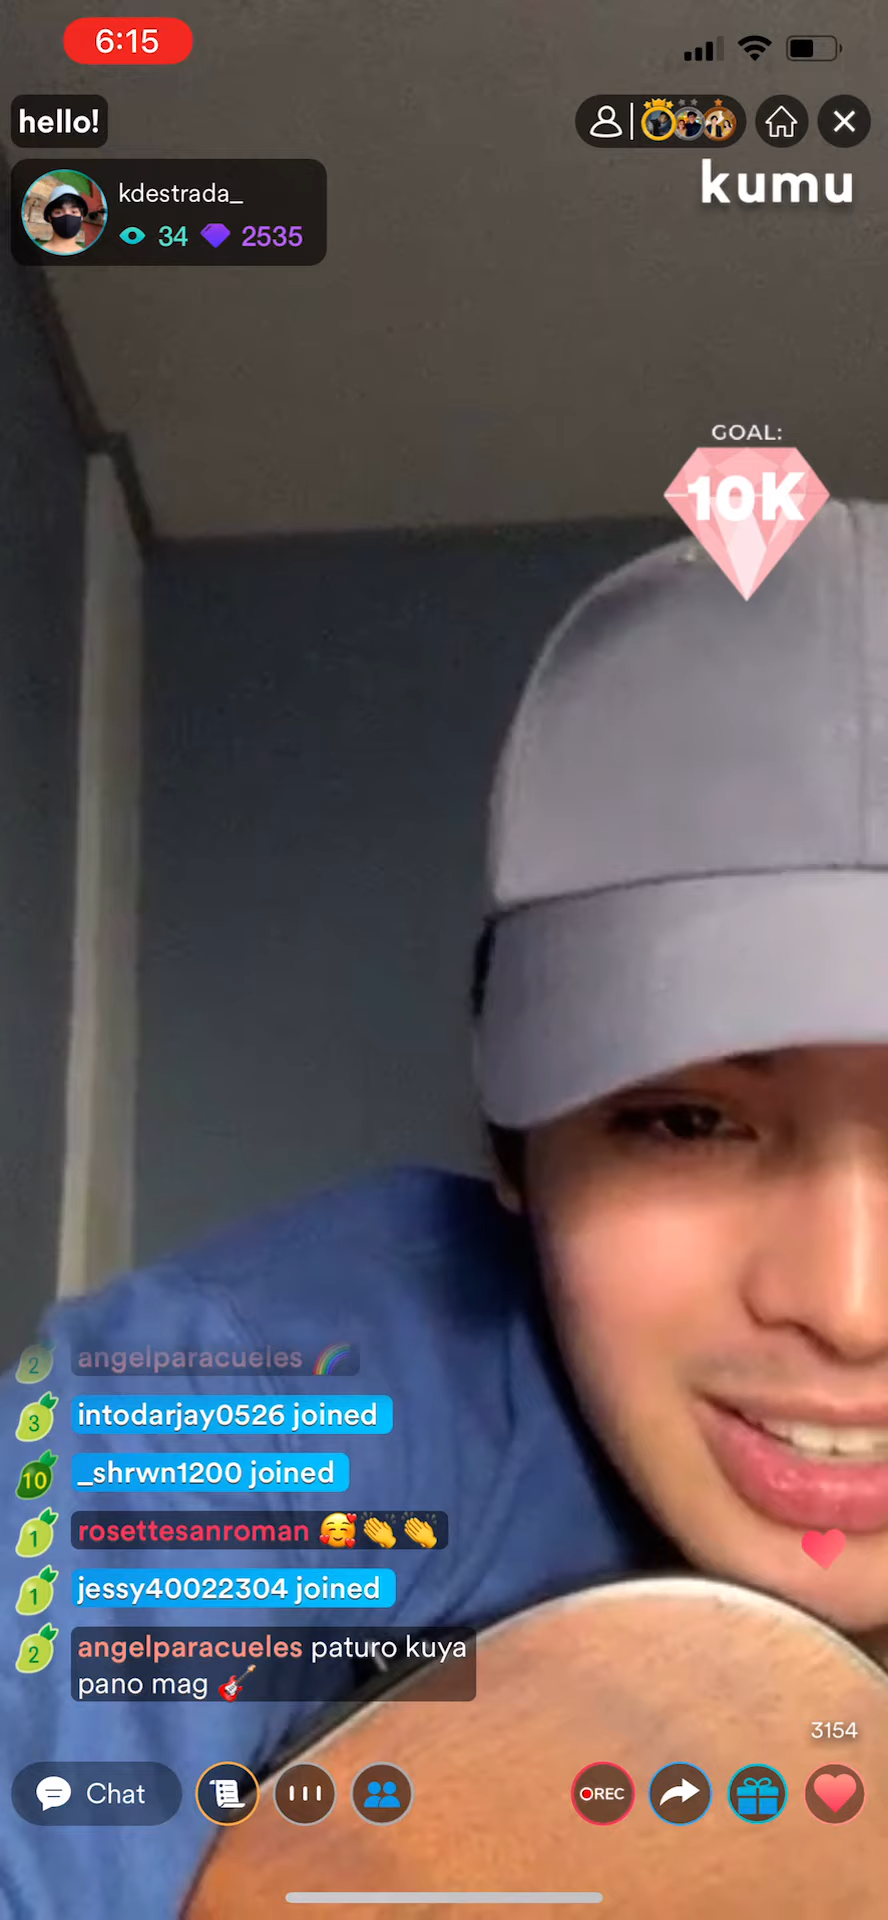 6:15
hello!
kumu
kdestrada_
34 2535
GOAL:
10K
2 angelparacueles 🌈
3 intodarjay0526 joined
10 _shrwn1200 joined
1 rosettesanroman 🥰👏👏
1 jessy40022304 joined
2 angelparacueles paturo kuya
pano mag 🎸
3154
Chat
REC